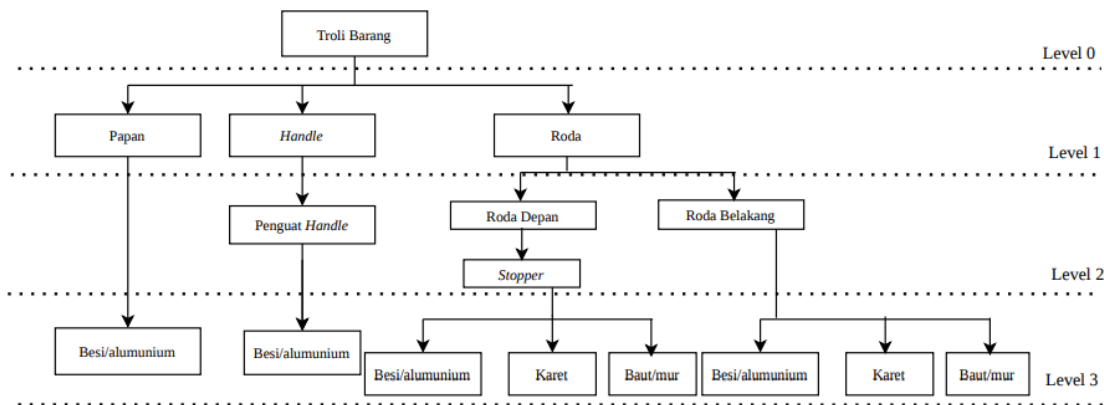 Troli Barang
Level 0
Papan
Handle
Roda
Level 1
Penguat Handle
Roda Depan
Roda Belakang
Stopper
Level 2
Besi/alumunium
Besi/alumunium
Besi/alumunium
Karet
Baut/mur
Besi/alumunium
Karet
Baut/mur
Level 3